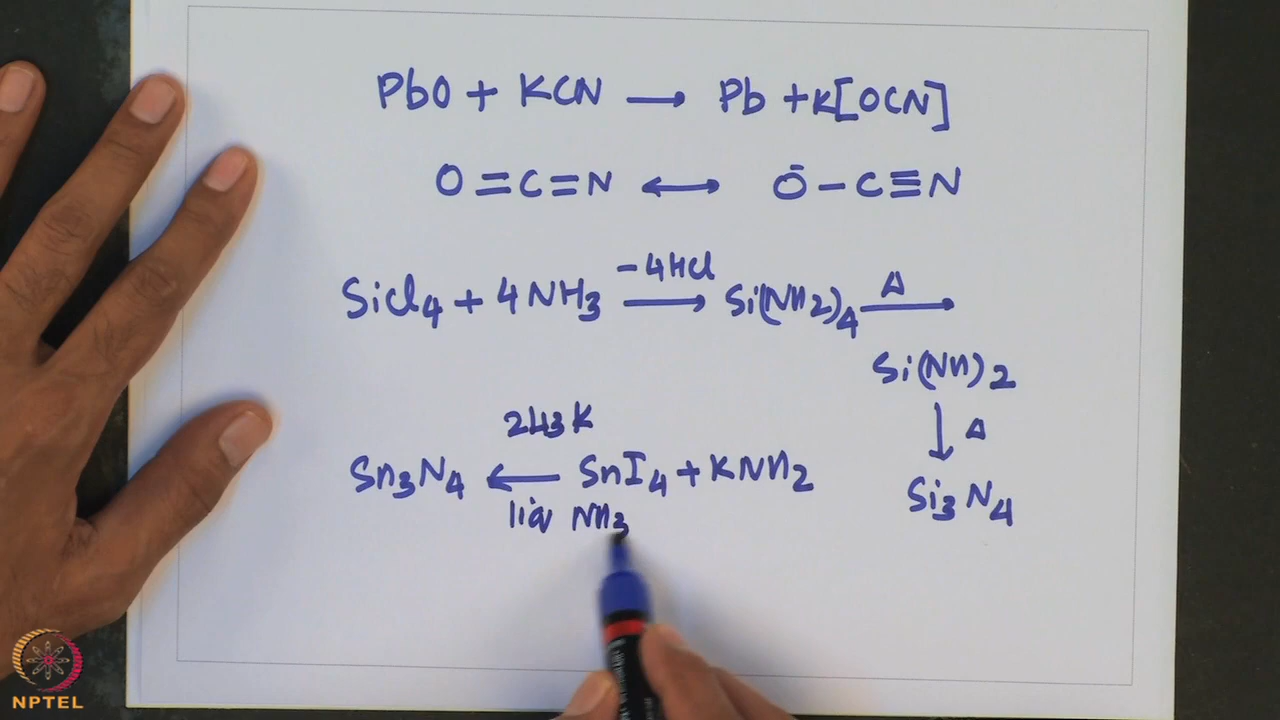 PbO + KCN → Pb + K[OCN]
O=C=N ↔ Ō-C≡N
SiCl4 + 4NH3 -4HCl → Si(NH2)4 Δ →
Si(NH)2
↓ Δ
Si3N4
243 K
Sn3N4 ← SnI4 + KNH2
liq NH3
NPTEL